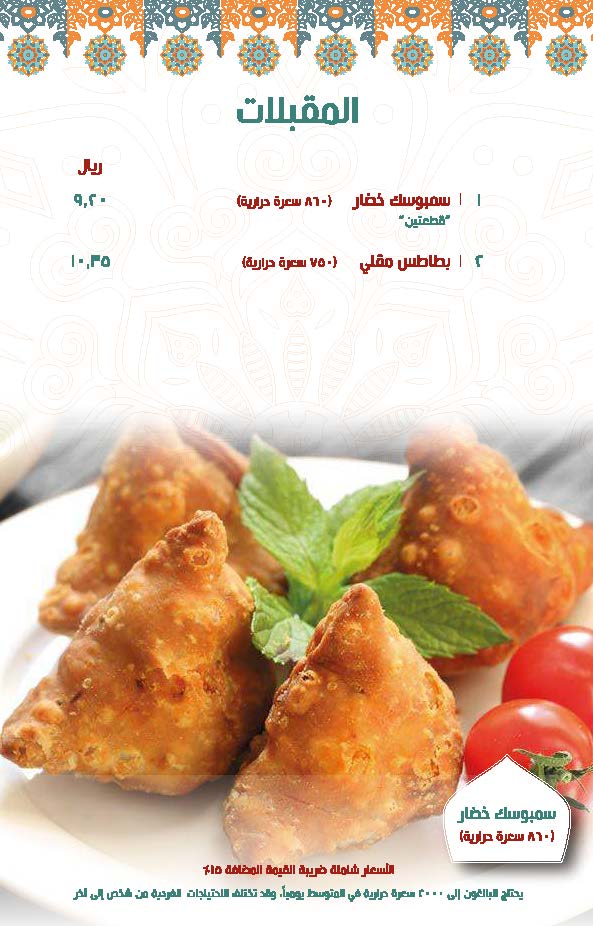 المقبلات
ريال
١ | سمبوسك خضار (٨٦٠ سعرة حرارية) ٩,٢٠
"قطعتين"
٢ | بطاطس مقلي (٧٥٠ سعرة حرارية) ١٠,٣٥
سمبوسك خضار
(٨٦٠ سعرة حرارية)
الأسعار شاملة ضريبة القيمة المضافة ١٥٪
يحتاج البالغون إلى ٢٠٠٠ سعرة حرارية في المتوسط يومياً، وقد تختلف الاحتياجات الفردية من شخص إلى آخر